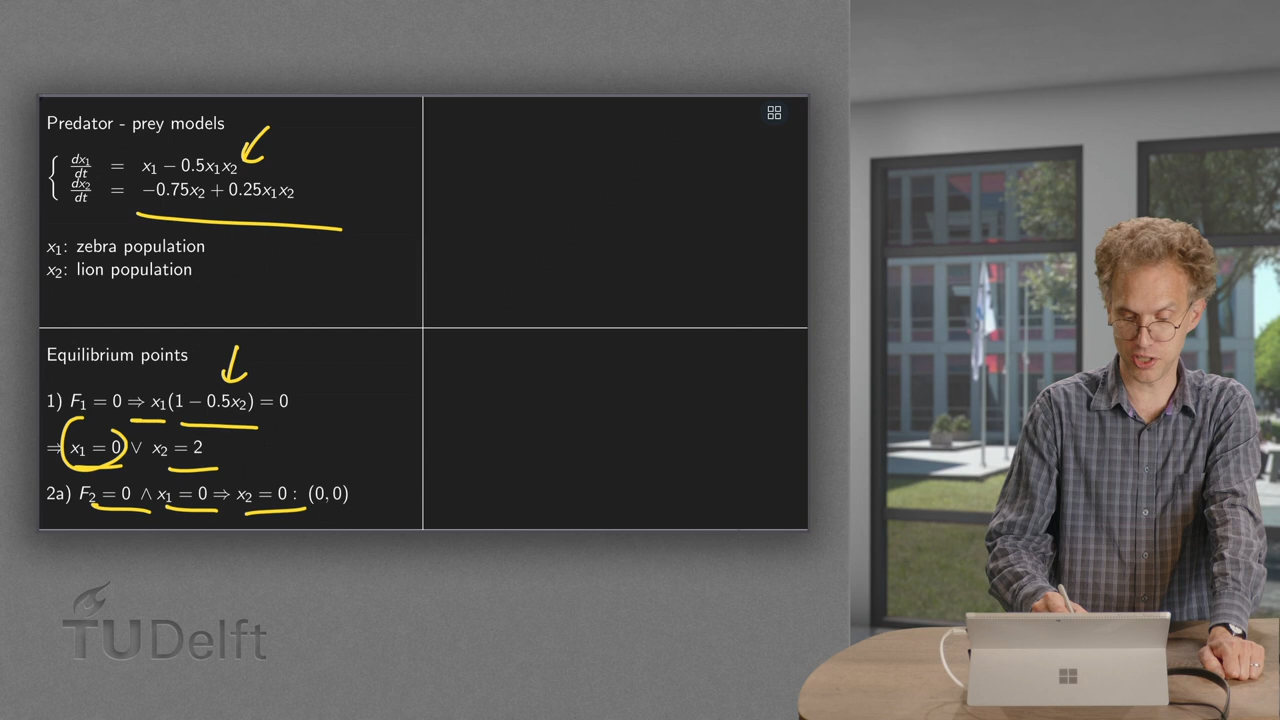 Predator - prey models
dx₁/dt = x₁ − 0.5x₁x₂
dx₂/dt = −0.75x₂ + 0.25x₁x₂
x₁: zebra population
x₂: lion population
Equilibrium points
1) F₁ = 0 ⇒ x₁(1 − 0.5x₂) = 0
⇒ x₁ = 0 ∨ x₂ = 2
2a) F₂ = 0 ∧ x₁ = 0 ⇒ x₂ = 0 : (0, 0)
TUDelft